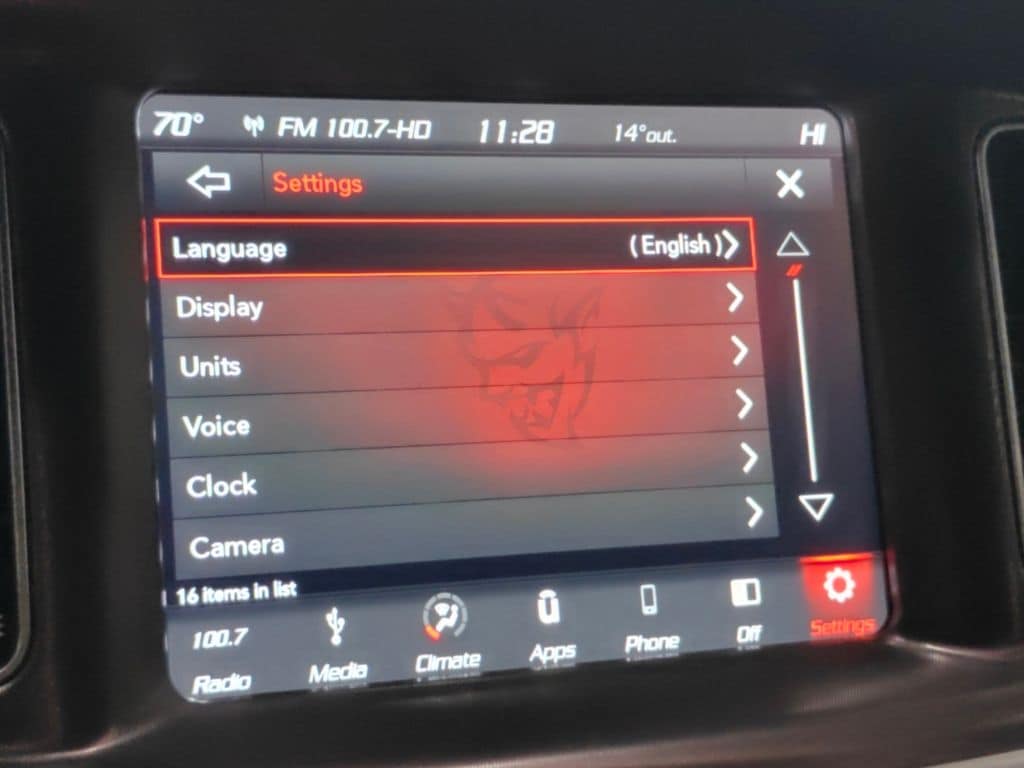 70° FM 100.7-HD 11:28 14°out. HI
Settings
Language (English)
Display
Units
Voice
Clock
Camera
16 items in list
100.7
Radio Media Climate Apps Phone Off Settings